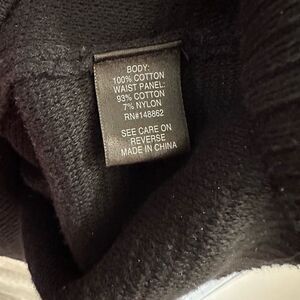 BODY:
100% COTTON
WAIST PANEL:
93% COTTON
7% NYLON
RN#148862
SEE CARE ON
REVERSE
MADE IN CHINA